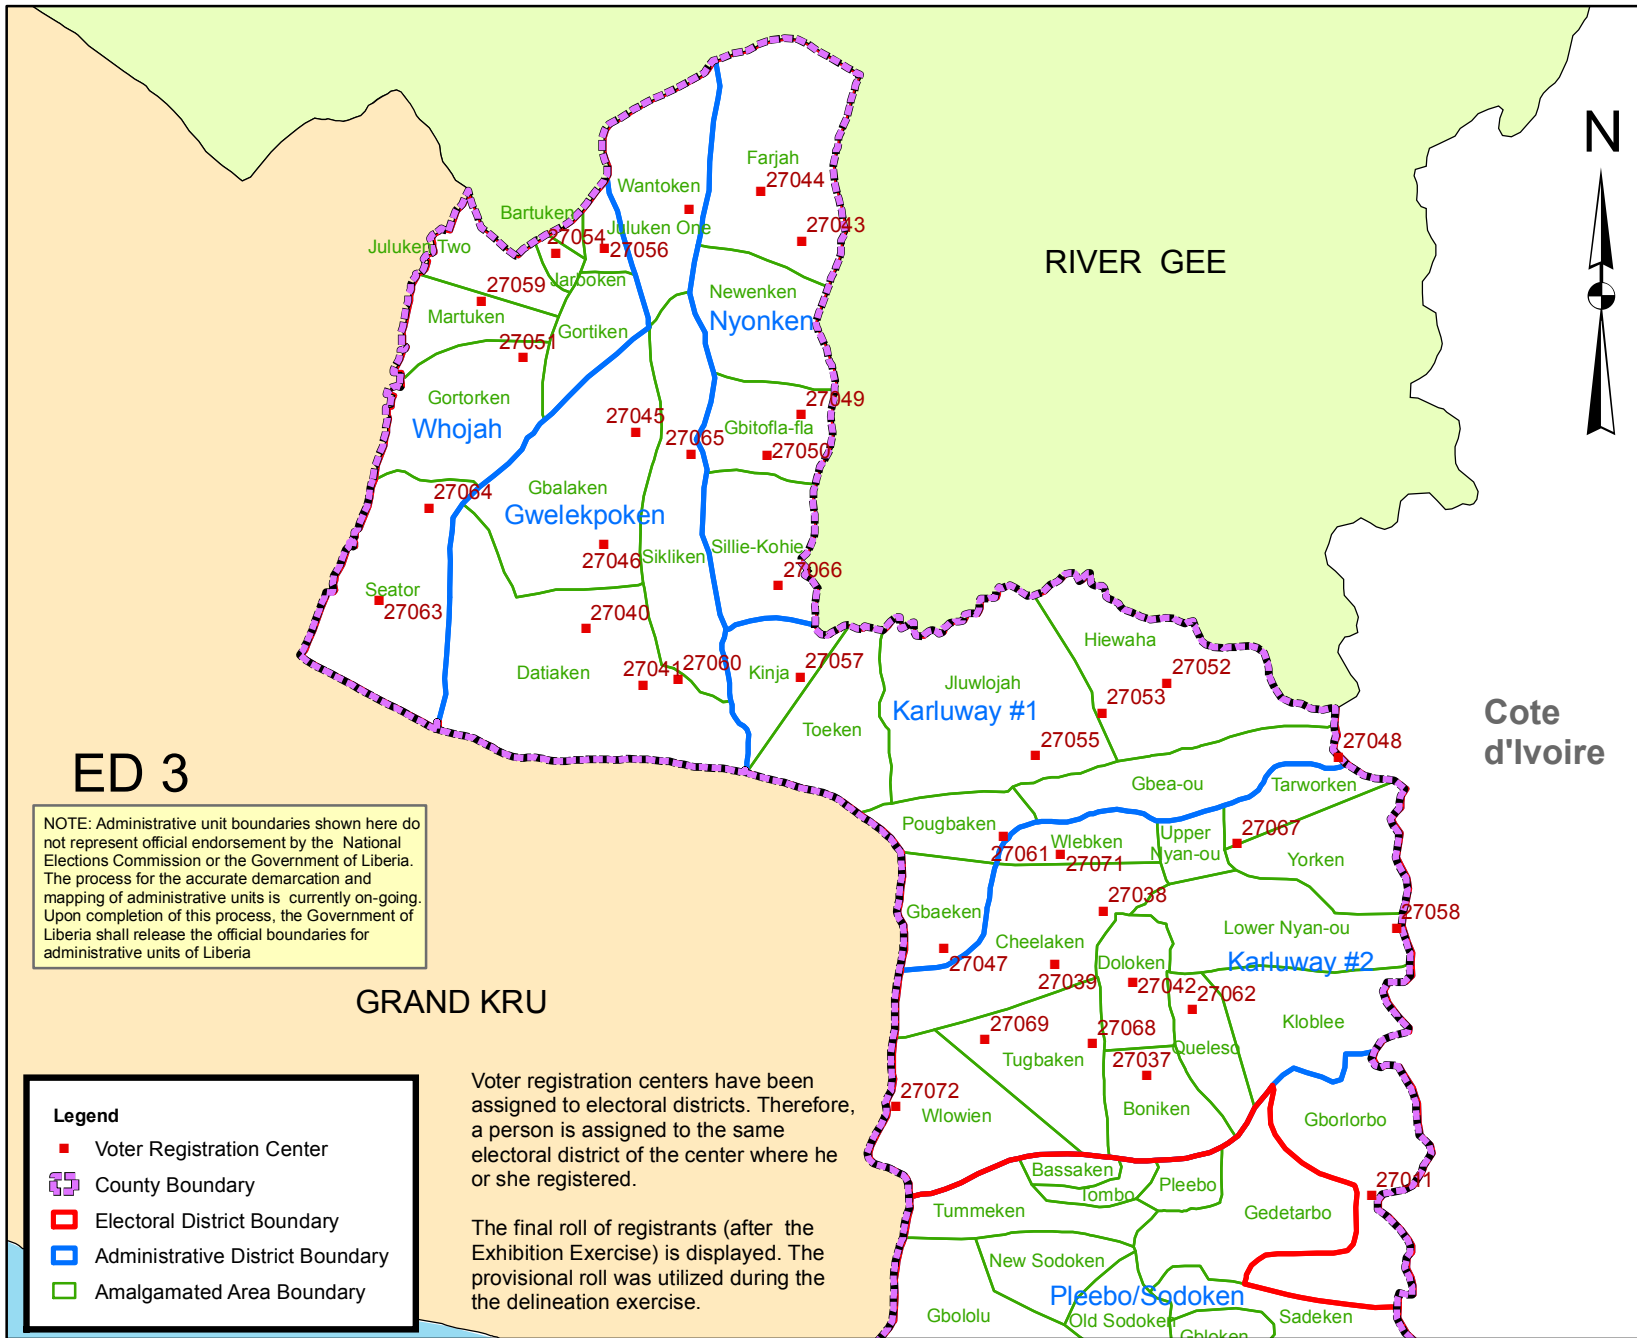 N
Farjah
27044
Wantoken
Bartuken
Juluken One
27043
27054
27056
Juluken Two
Jarboken
27059
Newenken
Nyonken
Martuken
Gortiken
27051
RIVER GEE
Gortorken
Whojah
27045
27049
Gbitofla-fla
27065
27050
27064
Gbalaken
Gwelekpoken
27046
Sikliken
Sillie-Kohie
27066
Seator
27063
27040
Datiaken
27041
27060
Kinja
27057
Toeken
Hiewaha
27052
Jluwlojah
27053
Karluway #1
27055
Cote
d'Ivoire
27048
Gbea-ou
Tarworken
ED 3
NOTE: Administrative unit boundaries shown here do
not represent official endorsement by the National
Elections Commission or the Government of Liberia.
The process for the accurate demarcation and
mapping of administrative units is currently on-going.
Upon completion of this process, the Government of
Liberia shall release the official boundaries for
administrative units of Liberia
Pougbaken
27061
Wlebken
27071
Upper
Nyan-ou
27067
Yorken
27038
Gbaeken
27047
Cheelaken
27039
Doloken
27042
Lower Nyan-ou
27058
Karluway #2
27062
Kloblee
GRAND KRU
27069
27068
Tugbaken
27037
Queleso
Boniken
27072
Wlowien
Gborlorbo
27041
Bassaken
Tombo
Pleebo
Tummeken
Gedetarbo
New Sodoken
Pleebo/Sodoken
Gbololu
Old Sodoken
Gbloken
Sadeken
Legend
Voter Registration Center
County Boundary
Electoral District Boundary
Administrative District Boundary
Amalgamated Area Boundary
Voter registration centers have been
assigned to electoral districts. Therefore,
a person is assigned to the same
electoral district of the center where he
or she registered.
The final roll of registrants (after the
Exhibition Exercise) is displayed. The
provisional roll was utilized during the
the delineation exercise.